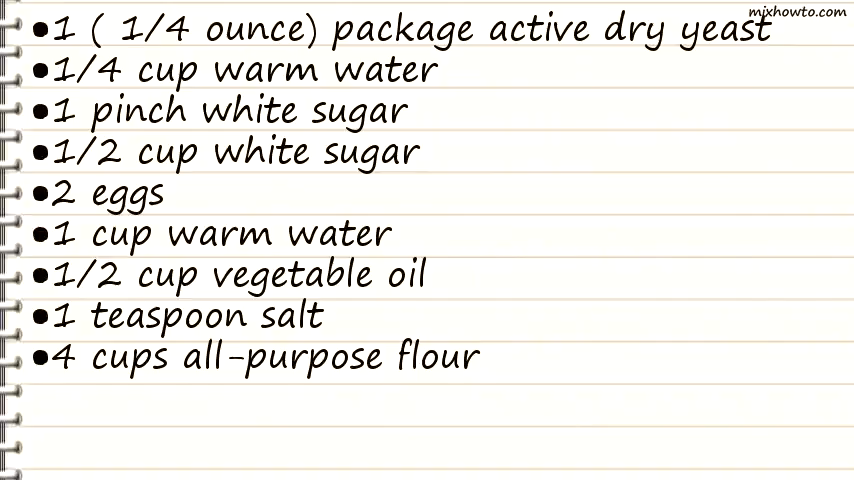 mixhowto.com
•1 ( 1/4 ounce) package active dry yeast
•1/4 cup warm water
•1 pinch white sugar
•1/2 cup white sugar
•2 eggs
•1 cup warm water
•1/2 cup vegetable oil
•1 teaspoon salt
•4 cups all-purpose flour